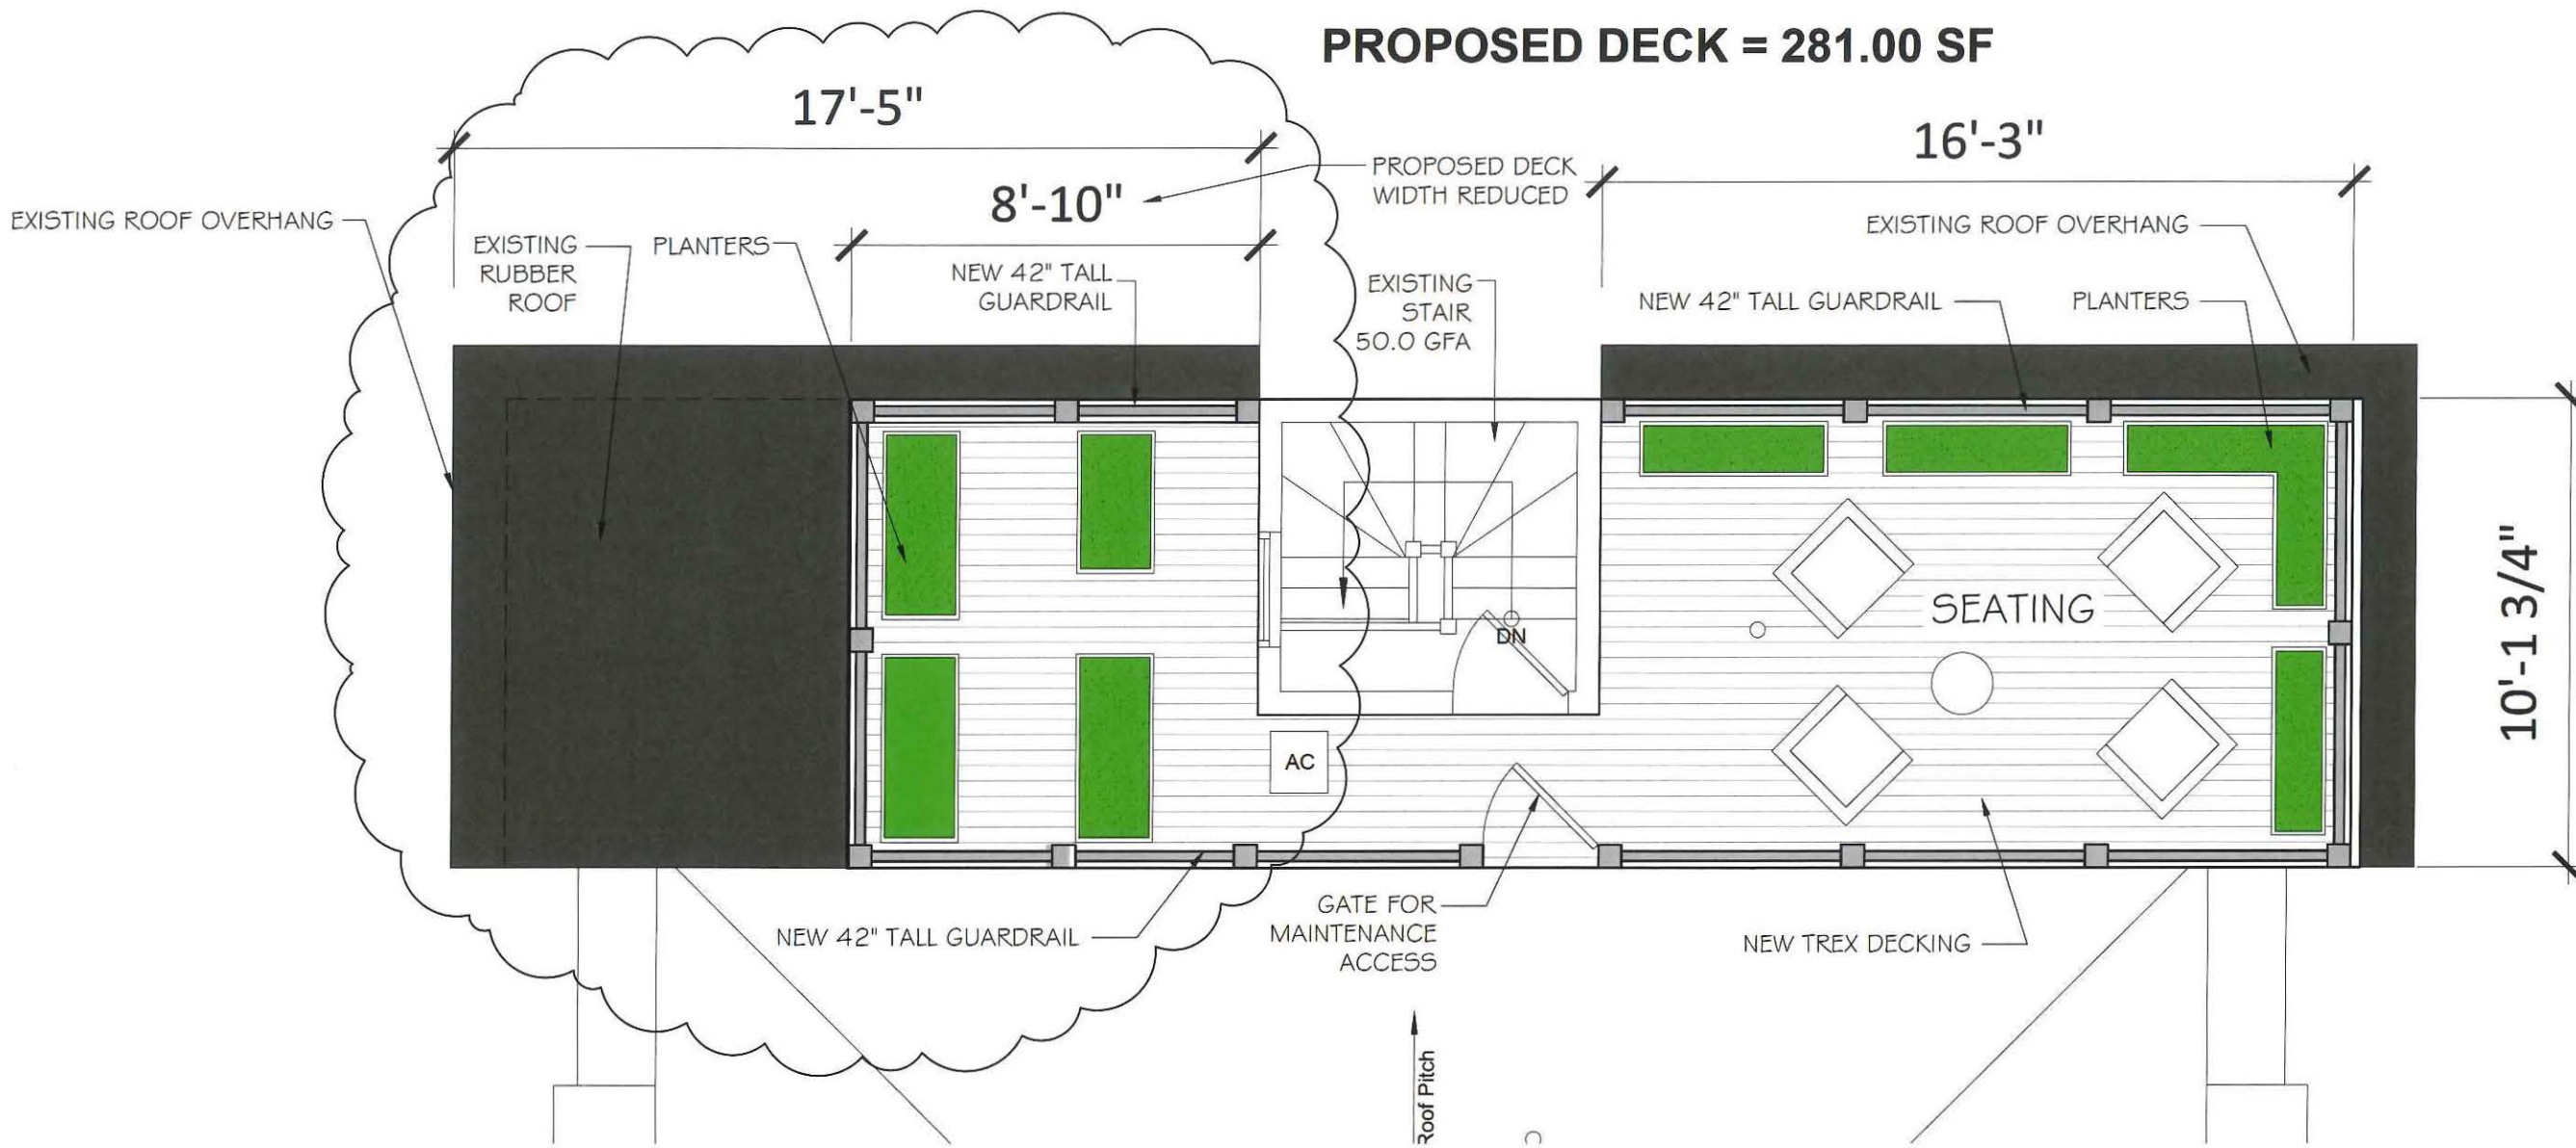 PROPOSED DECK = 281.00 SF
17'-5"
16'-3"
PROPOSED DECK
WIDTH REDUCED
8'-10"
EXISTING ROOF OVERHANG
EXISTING
RUBBER
ROOF
PLANTERS
NEW 42" TALL
GUARDRAIL
EXISTING
STAIR
50.0 GFA
EXISTING ROOF OVERHANG
NEW 42" TALL GUARDRAIL
PLANTERS
SEATING
DN
10'-1 3/4"
AC
NEW 42" TALL GUARDRAIL
GATE FOR
MAINTENANCE
ACCESS
NEW TREX DECKING
Roof Pitch